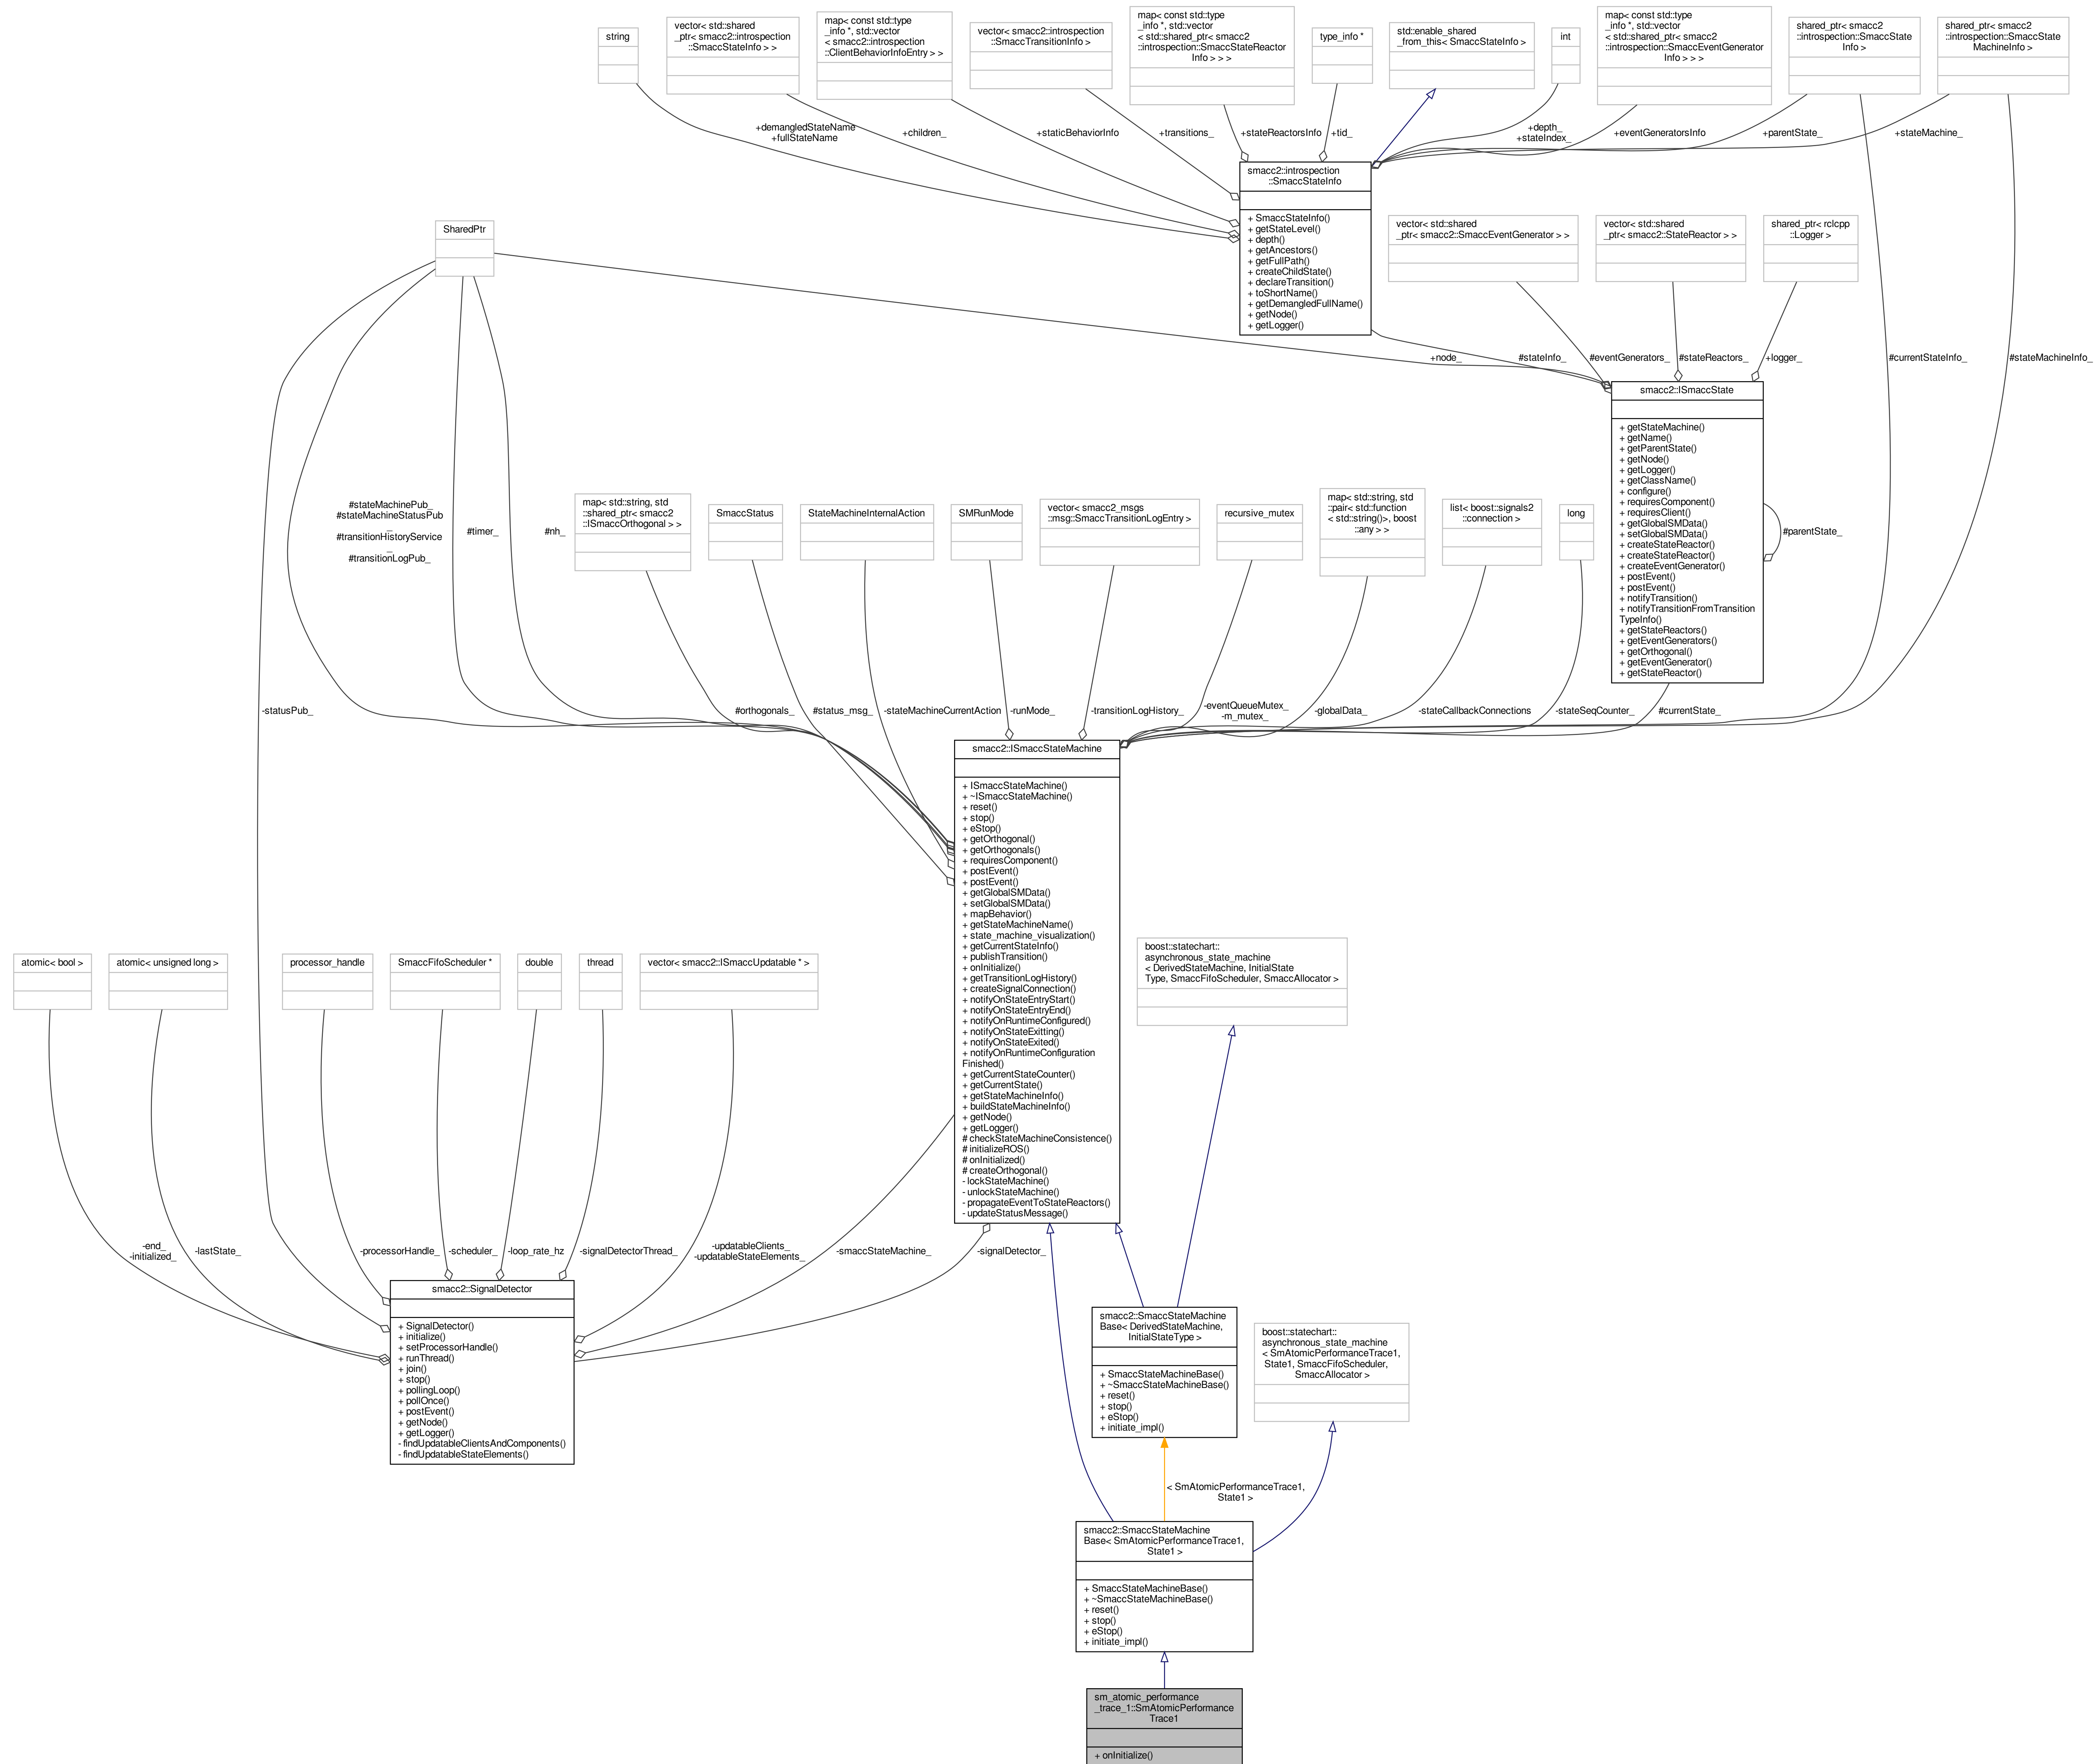 string
vector< std::shared
_ptr< smacc2::introspection
::SmaccStateInfo > >
map< const std::type
_info *, std::vector
< smacc2::introspection
::ClientBehaviorInfoEntry > >
vector< smacc2::introspection
::SmaccTransitionInfo >
map< const std::type
_info *, std::vector
< std::shared_ptr< smacc2
::introspection::SmaccStateReactor
Info > > >
type_info *
std::enable_shared
_from_this< SmaccStateInfo >
int
map< const std::type
_info *, std::vector
< std::shared_ptr< smacc2
::introspection::SmaccEventGenerator
Info > > >
shared_ptr< smacc2
::introspection::SmaccState
Info >
shared_ptr< smacc2
::introspection::SmaccState
MachineInfo >
+demangledStateName
+fullStateName
+children_
+staticBehaviorInfo
+transitions_
+stateReactorsInfo
+tid_
+depth_
+stateIndex_
+eventGeneratorsInfo
+parentState_
+stateMachine_
smacc2::introspection
::SmaccStateInfo
+ SmaccStateInfo()
+ getStateLevel()
+ depth()
+ getAncestors()
+ getFullPath()
+ createChildState()
+ declareTransition()
+ toShortName()
+ getDemangledFullName()
+ getNode()
+ getLogger()
SharedPtr
vector< std::shared
_ptr< smacc2::SmaccEventGenerator > >
vector< std::shared
_ptr< smacc2::StateReactor > >
shared_ptr< rclcpp
::Logger >
+node_
#stateInfo_
#eventGenerators_
#stateReactors_
+logger_
#currentStateInfo_
#stateMachineInfo_
smacc2::ISmaccState
+ getStateMachine()
+ getName()
+ getParentState()
+ getNode()
+ getLogger()
+ getClassName()
+ configure()
+ requiresComponent()
+ requiresClient()
+ getGlobalSMData()
+ setGlobalSMData()
+ createStateReactor()
+ createStateReactor()
+ createEventGenerator()
+ postEvent()
+ postEvent()
+ notifyTransition()
+ notifyTransitionFromTransition
TypeInfo()
+ getStateReactors()
+ getEventGenerators()
+ getOrthogonal()
+ getEventGenerator()
+ getStateReactor()
#parentState_
#stateMachinePub_
#stateMachineStatusPub
_
#transitionHistoryService
_
#transitionLogPub_
#timer_
#nh_
map< std::string, std
::shared_ptr< smacc2
::ISmaccOrthogonal > >
SmaccStatus
StateMachineInternalAction
SMRunMode
vector< smacc2_msgs
::msg::SmaccTransitionLogEntry >
recursive_mutex
map< std::string, std
::pair< std::function
< std::string()>, boost
::any > >
list< boost::signals2
::connection >
long
-statusPub_
#orthogonals_
#status_msg_
-stateMachineCurrentAction
-runMode_
-transitionLogHistory_
-eventQueueMutex_
-m_mutex_
-globalData_
-stateCallbackConnections
-stateSeqCounter_
#currentState_
smacc2::ISmaccStateMachine
+ ISmaccStateMachine()
+ ~ISmaccStateMachine()
+ reset()
+ stop()
+ eStop()
+ getOrthogonal()
+ getOrthogonals()
+ requiresComponent()
+ postEvent()
+ postEvent()
+ getGlobalSMData()
+ setGlobalSMData()
+ mapBehavior()
+ getStateMachineName()
+ state_machine_visualization()
+ getCurrentStateInfo()
+ publishTransition()
+ onInitialize()
+ getTransitionLogHistory()
+ createSignalConnection()
+ notifyOnStateEntryStart()
+ notifyOnStateEntryEnd()
+ notifyOnRuntimeConfigured()
+ notifyOnStateExitting()
+ notifyOnStateExited()
+ notifyOnRuntimeConfiguration
Finished()
+ getCurrentStateCounter()
+ getCurrentState()
+ getStateMachineInfo()
+ buildStateMachineInfo()
+ getNode()
+ getLogger()
# checkStateMachineConsistence()
# initializeROS()
# onInitialized()
# createOrthogonal()
- lockStateMachine()
- unlockStateMachine()
- propagateEventToStateReactors()
- updateStatusMessage()
atomic< bool >
atomic< unsigned long >
processor_handle
SmaccFifoScheduler *
double
thread
vector< smacc2::ISmaccUpdatable * >
boost::statechart::
asynchronous_state_machine
< DerivedStateMachine, InitialState
Type, SmaccFifoScheduler, SmaccAllocator >
-end_
-initialized_
-lastState_
-processorHandle_
-scheduler_
-loop_rate_hz
-signalDetectorThread_
-updatableClients_
-updatableStateElements_
-smaccStateMachine_
-signalDetector_
smacc2::SignalDetector
+ SignalDetector()
+ initialize()
+ setProcessorHandle()
+ runThread()
+ join()
+ stop()
+ pollingLoop()
+ pollOnce()
+ postEvent()
+ getNode()
+ getLogger()
- findUpdatableClientsAndComponents()
- findUpdatableStateElements()
smacc2::SmaccStateMachine
Base< DerivedStateMachine,
InitialStateType >
+ SmaccStateMachineBase()
+ ~SmaccStateMachineBase()
+ reset()
+ stop()
+ eStop()
+ initiate_impl()
boost::statechart::
asynchronous_state_machine
< SmAtomicPerformanceTrace1,
State1, SmaccFifoScheduler,
SmaccAllocator >
< SmAtomicPerformanceTrace1,
State1 >
smacc2::SmaccStateMachine
Base< SmAtomicPerformanceTrace1,
State1 >
+ SmaccStateMachineBase()
+ ~SmaccStateMachineBase()
+ reset()
+ stop()
+ eStop()
+ initiate_impl()
sm_atomic_performance
_trace_1::SmAtomicPerformance
Trace1
+ onInitialize()